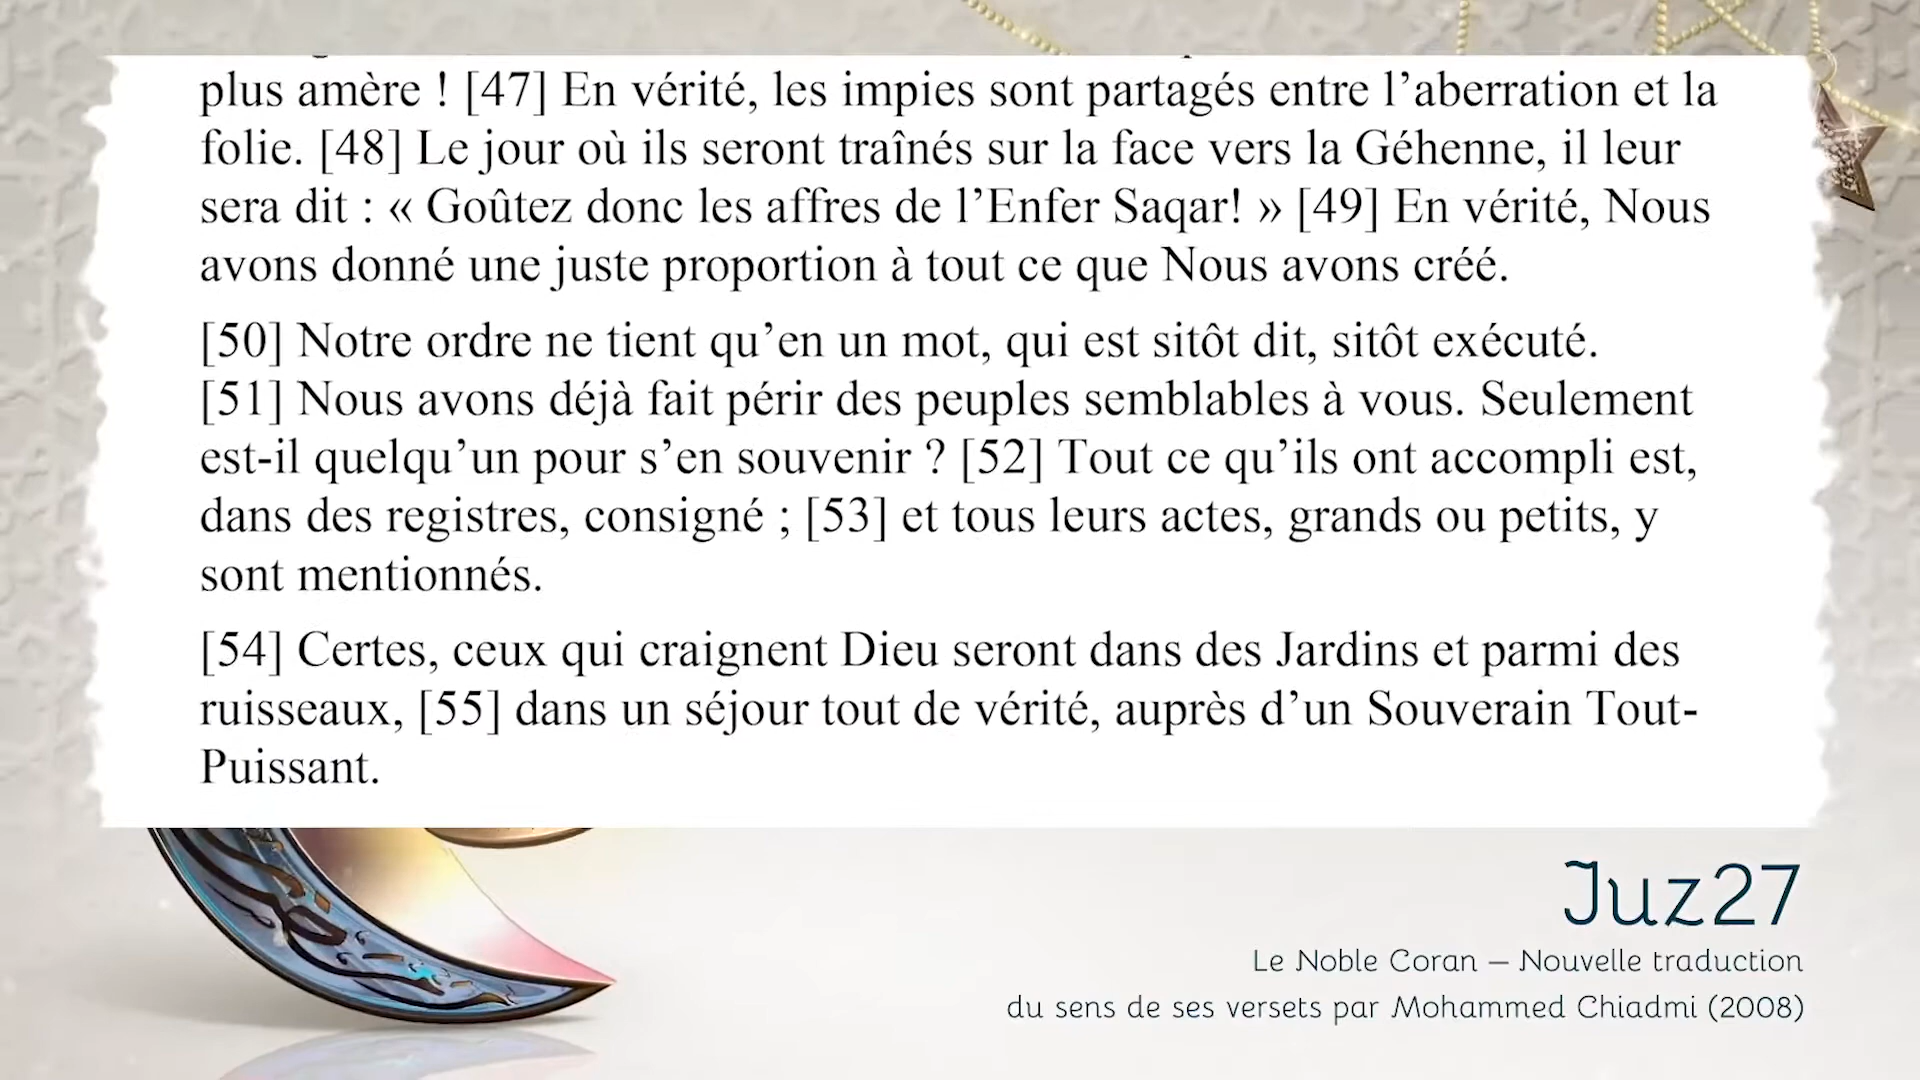 plus amère ! [47] En vérité, les impies sont partagés entre l’aberration et la
folie. [48] Le jour où ils seront traînés sur la face vers la Géhenne, il leur
sera dit : « Goûtez donc les affres de l’Enfer Saqar! » [49] En vérité, Nous
avons donné une juste proportion à tout ce que Nous avons créé.
[50] Notre ordre ne tient qu’en un mot, qui est sitôt dit, sitôt exécuté.
[51] Nous avons déjà fait périr des peuples semblables à vous. Seulement
est-il quelqu’un pour s’en souvenir ? [52] Tout ce qu’ils ont accompli est,
dans des registres, consigné ; [53] et tous leurs actes, grands ou petits, y
sont mentionnés.
[54] Certes, ceux qui craignent Dieu seront dans des Jardins et parmi des
ruisseaux, [55] dans un séjour tout de vérité, auprès d’un Souverain Tout-
Puissant.
Juz27
Le Noble Coran – Nouvelle traduction
du sens de ses versets par Mohammed Chiadmi (2008)